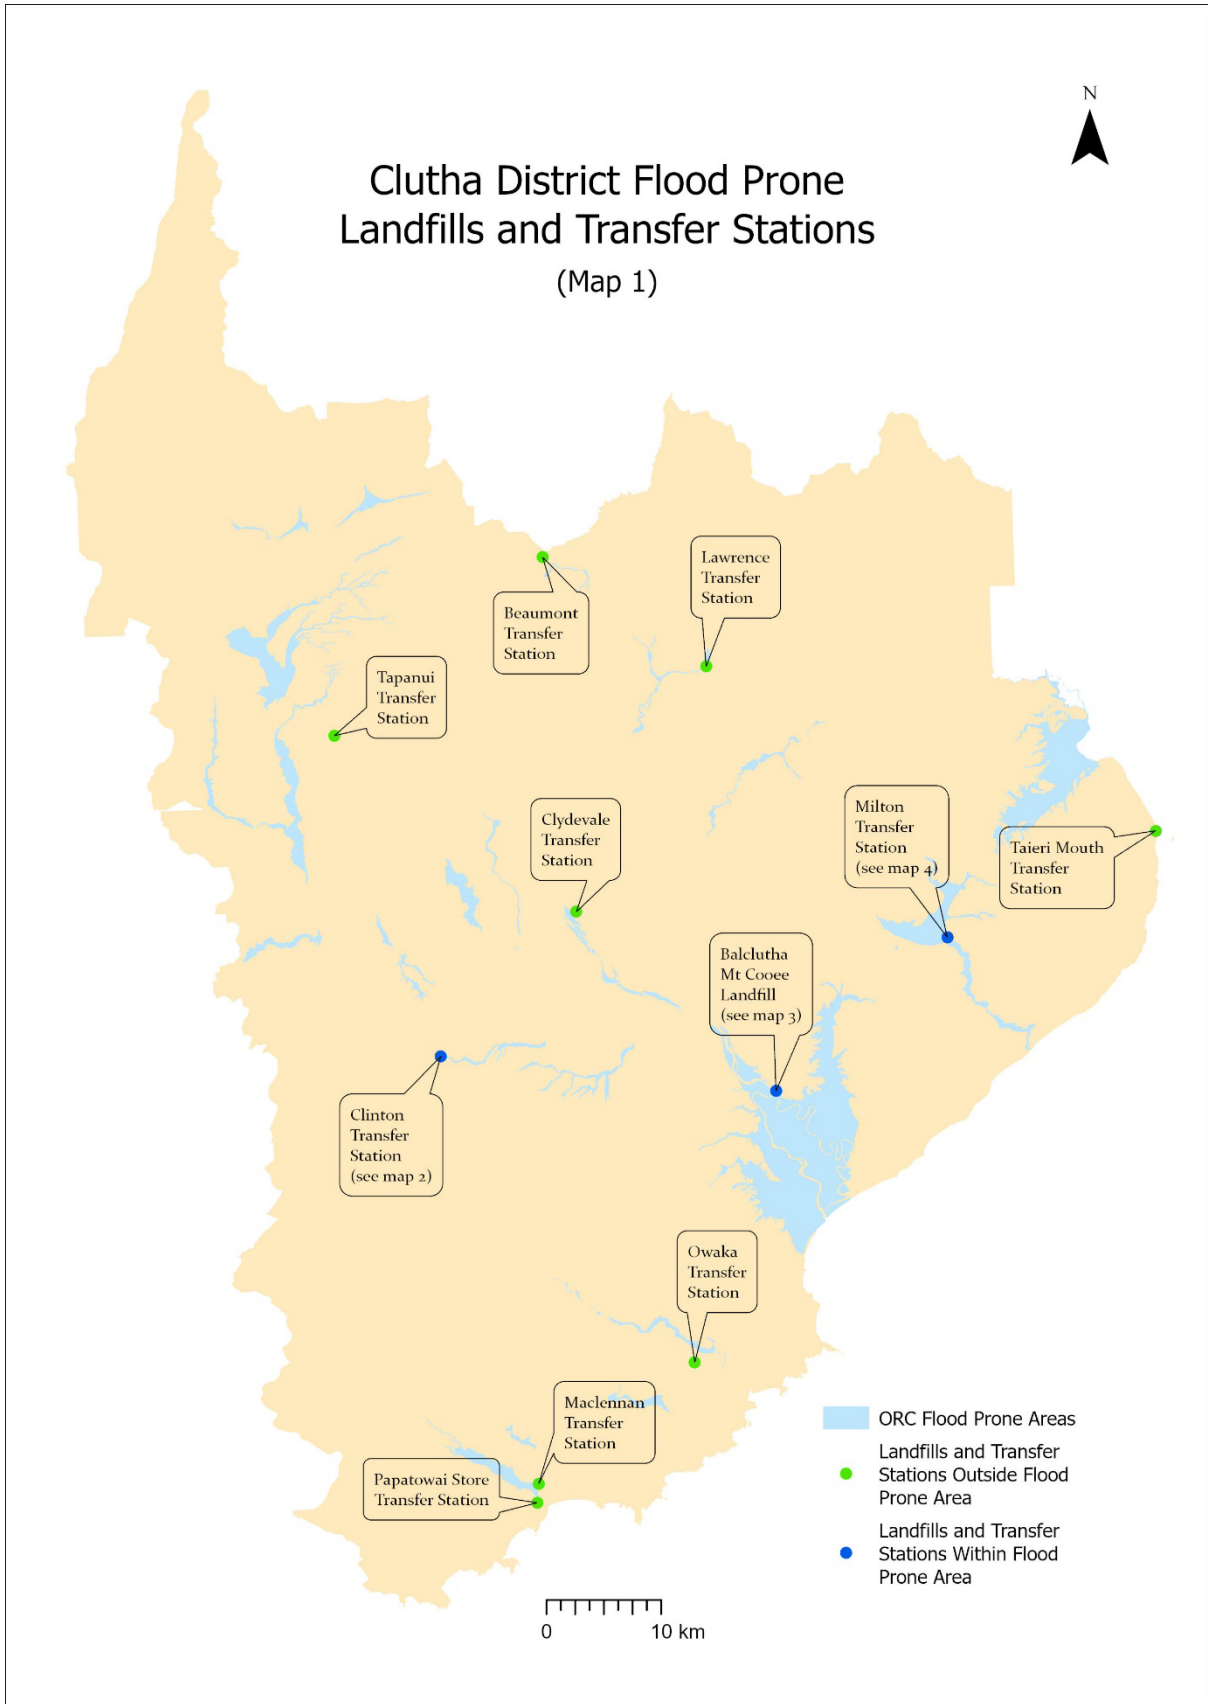 N
Clutha District Flood Prone
Landfills and Transfer Stations
(Map 1)
Lawrence
Transfer
Station
Beaumont
Transfer
Station
Tapanui
Transfer
Station
Clydevale
Transfer
Station
Milton
Transfer
Station
(see map 4)
Taieri Mouth
Transfer
Station
Balclutha
Mt Cooee
Landfill
(see map 3)
Clinton
Transfer
Station
(see map 2)
Owaka
Transfer
Station
Maclennan
Transfer
Station
Papatowai Store
Transfer Station
ORC Flood Prone Areas
Landfills and Transfer
Stations Outside Flood
Prone Area
Landfills and Transfer
Stations Within Flood
Prone Area
0 10 km